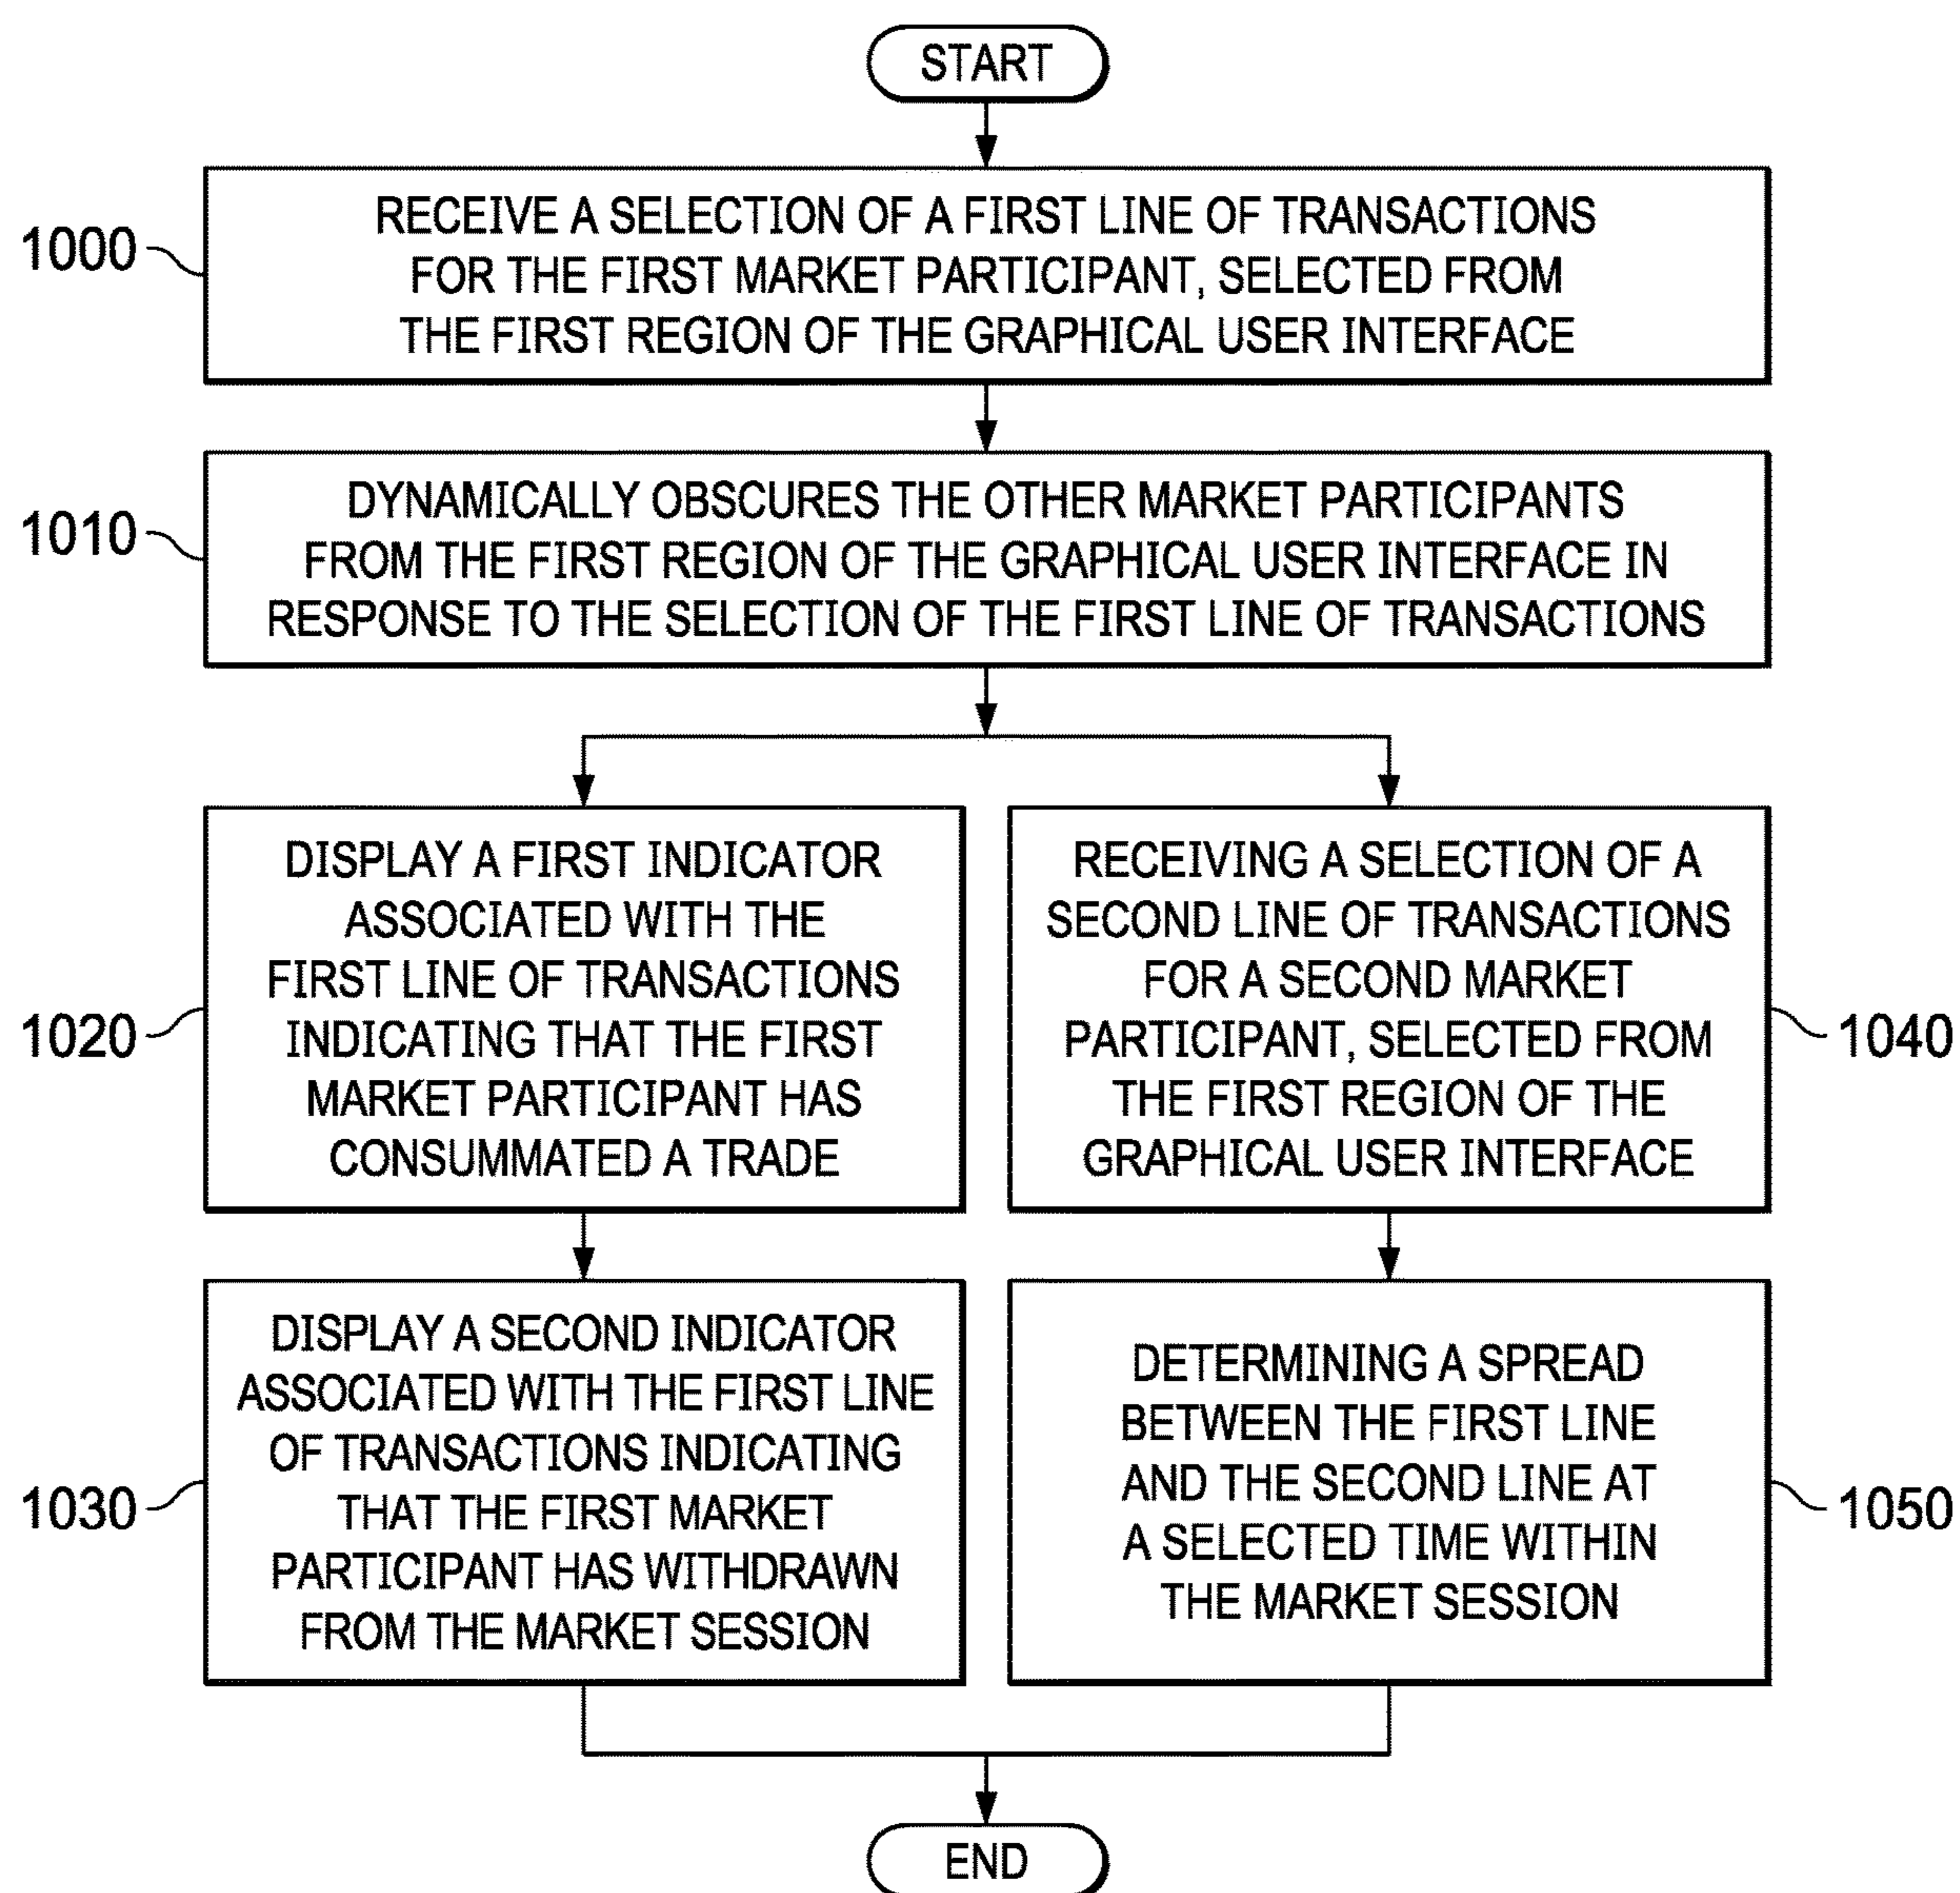 START
1000
RECEIVE A SELECTION OF A FIRST LINE OF TRANSACTIONS
FOR THE FIRST MARKET PARTICIPANT, SELECTED FROM
THE FIRST REGION OF THE GRAPHICAL USER INTERFACE
1010
DYNAMICALLY OBSCURES THE OTHER MARKET PARTICIPANTS
FROM THE FIRST REGION OF THE GRAPHICAL USER INTERFACE IN
RESPONSE TO THE SELECTION OF THE FIRST LINE OF TRANSACTIONS
1020
DISPLAY A FIRST INDICATOR
ASSOCIATED WITH THE
FIRST LINE OF TRANSACTIONS
INDICATING THAT THE FIRST
MARKET PARTICIPANT HAS
CONSUMMATED A TRADE
1030
DISPLAY A SECOND INDICATOR
ASSOCIATED WITH THE FIRST LINE
OF TRANSACTIONS INDICATING
THAT THE FIRST MARKET
PARTICIPANT HAS WITHDRAWN
FROM THE MARKET SESSION
RECEIVING A SELECTION OF A
SECOND LINE OF TRANSACTIONS
FOR A SECOND MARKET
PARTICIPANT, SELECTED FROM
THE FIRST REGION OF THE
GRAPHICAL USER INTERFACE
1040
DETERMINING A SPREAD
BETWEEN THE FIRST LINE
AND THE SECOND LINE AT
A SELECTED TIME WITHIN
THE MARKET SESSION
1050
END